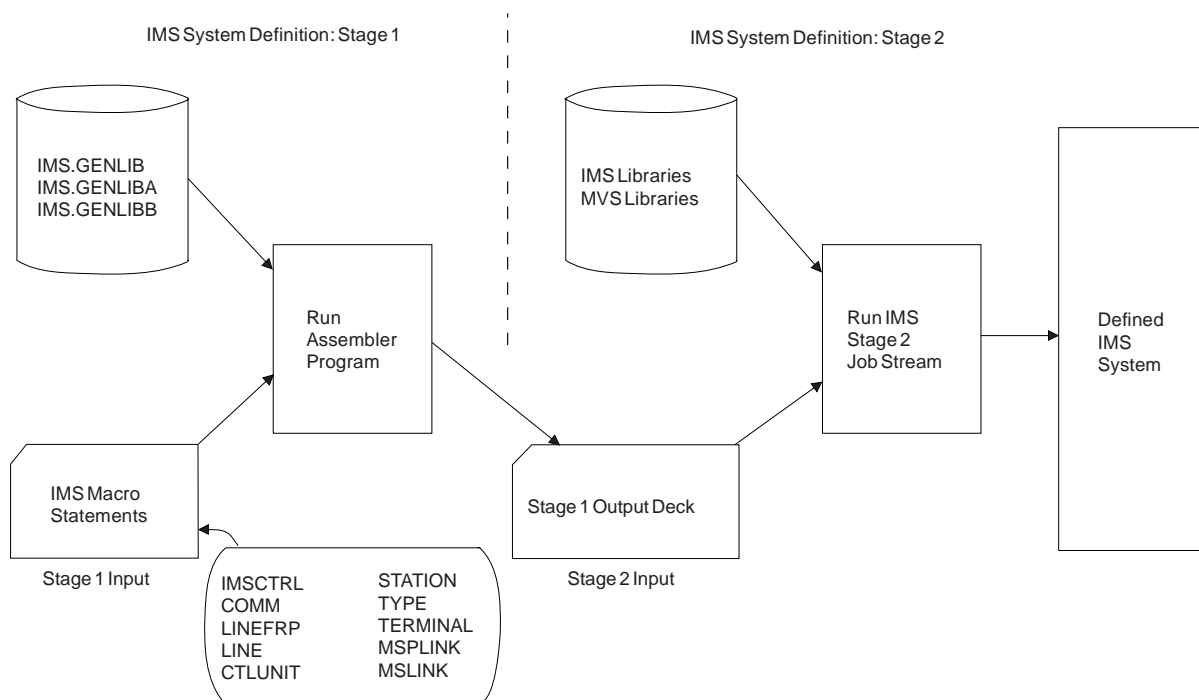 IMS System Definition: Stage 1
IMS System Definition: Stage 2
IMS.GENLIB
IMS.GENLIBA
IMS.GENLIBB
IMS Libraries
MVS Libraries
Run
Assembler
Program
Run IMS
Stage 2
Job Stream
Defined
IMS
System
IMS Macro
Statements
Stage 1 Output Deck
Stage 1 Input
Stage 2 Input
IMSCTRL
COMM
LINEFRP
LINE
CTLUNIT
STATION
TYPE
TERMINAL
MSPLINK
MSLINK